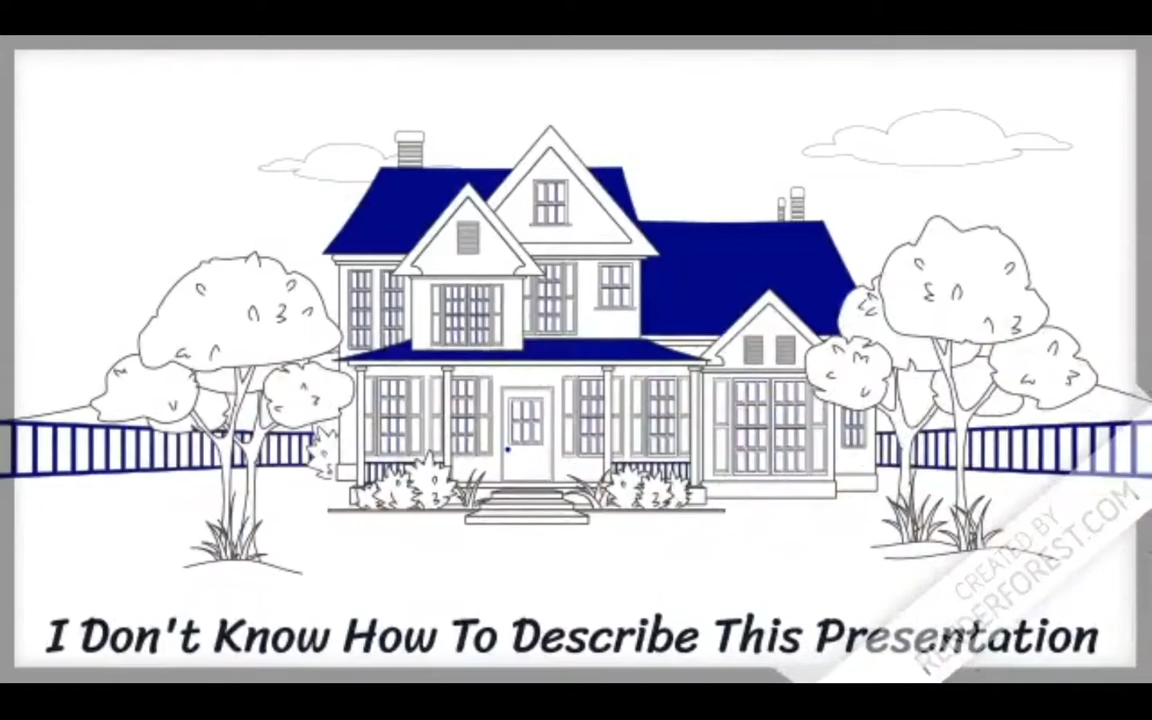 I Don't Know How To Describe This Presentation
CREATED BY
RENDERFOREST.COM